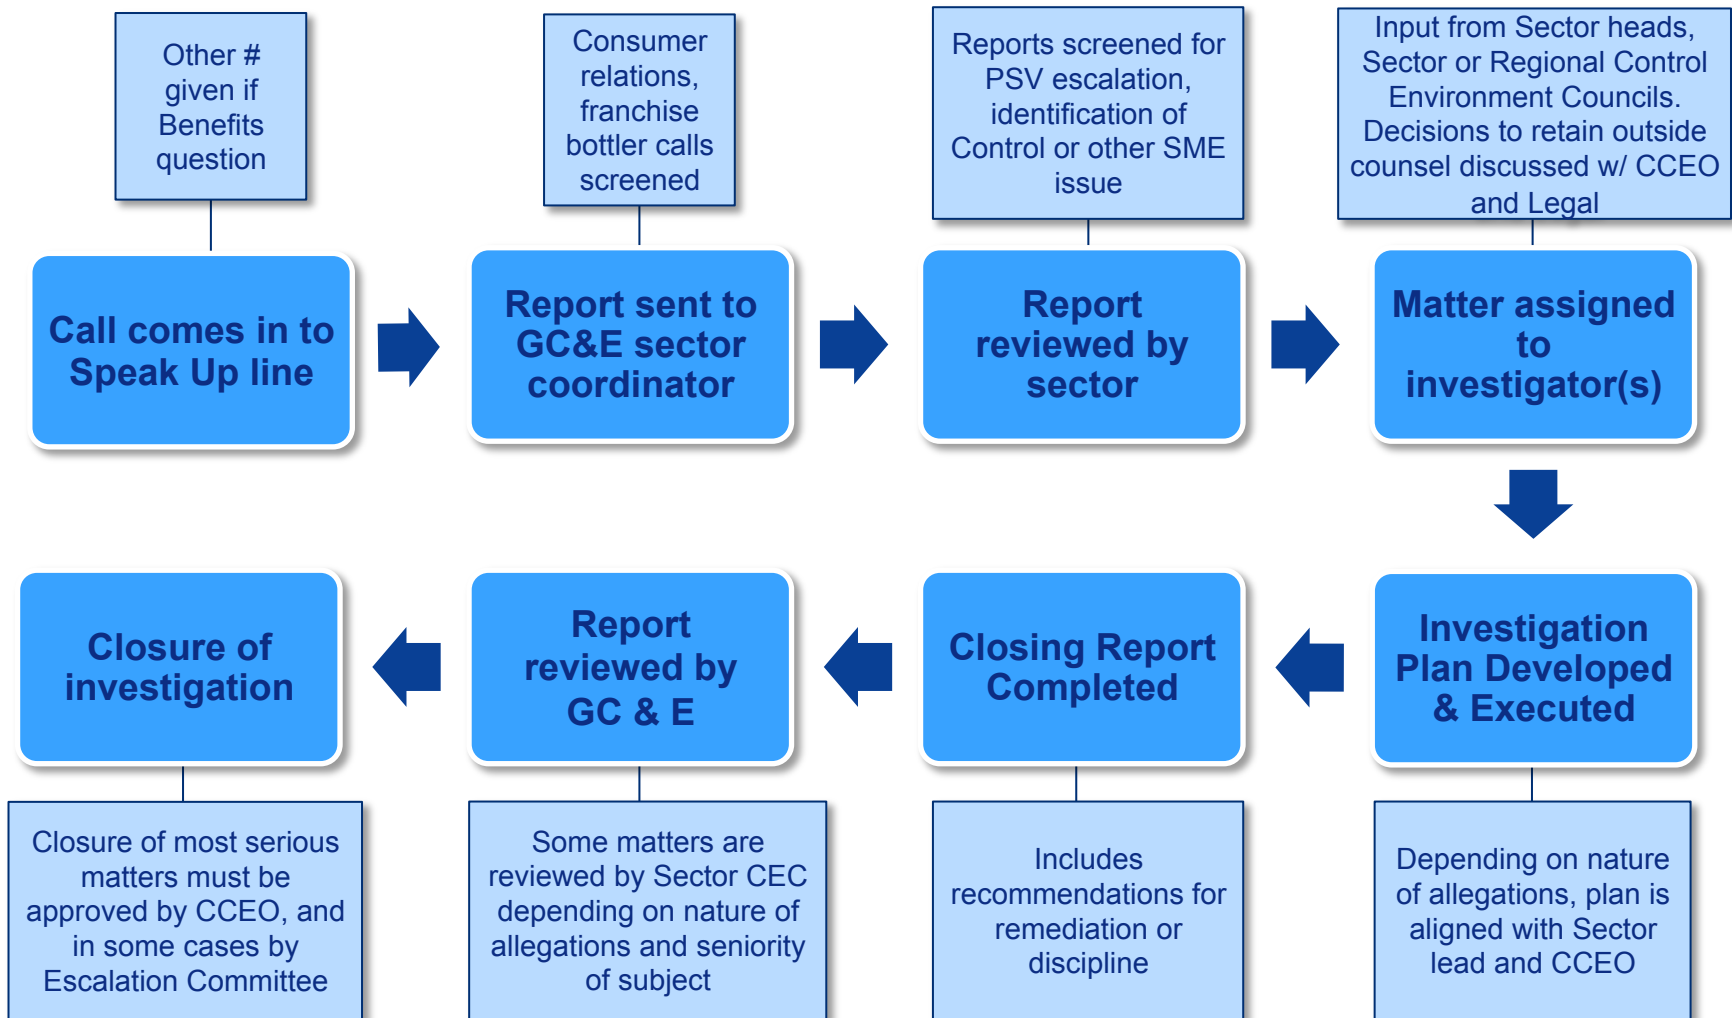 Other #
given if
Benefits
question
Consumer
relations,
franchise
bottler calls
screened
Reports screened for
PSV escalation,
identification of
Control or other SME
issue
Input from Sector heads,
Sector or Regional Control
Environment Councils.
Decisions to retain outside
counsel discussed w/ CCEO
and Legal
Call comes in to
Speak Up line
Report sent to
GC&E sector
coordinator
Report
reviewed by
sector
Matter assigned
to
investigator(s)
Investigation
Plan Developed
& Executed
Closing Report
Completed
Report
reviewed by
GC & E
Closure of
investigation
Depending on nature
of allegations, plan is
aligned with Sector
lead and CCEO
Includes
recommendations for
remediation or
discipline
Some matters are
reviewed by Sector CEC
depending on nature of
allegations and seniority
of subject
Closure of most serious
matters must be
approved by CCEO, and
in some cases by
Escalation Committee